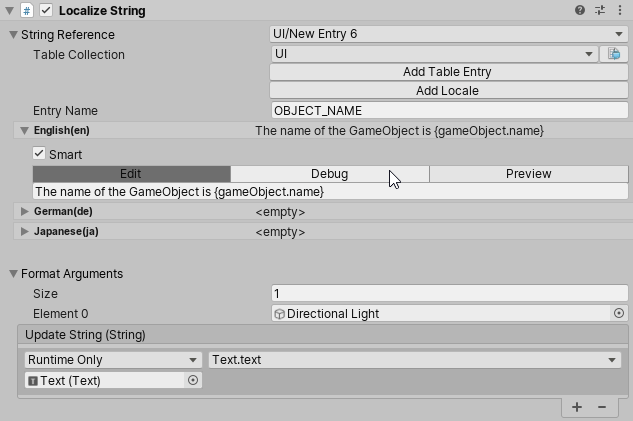 Localize String
String Reference UI/New Entry 6
Table Collection UI
Add Table Entry
Add Locale
Entry Name OBJECT_NAME
English(en) The name of the GameObject is {gameObject.name}
Smart
Edit Debug Preview
The name of the GameObject is {gameObject.name}
German(de) <empty>
Japanese(ja) <empty>
Format Arguments
Size 1
Element 0 Directional Light
Update String (String)
Runtime Only Text.text
Text (Text)